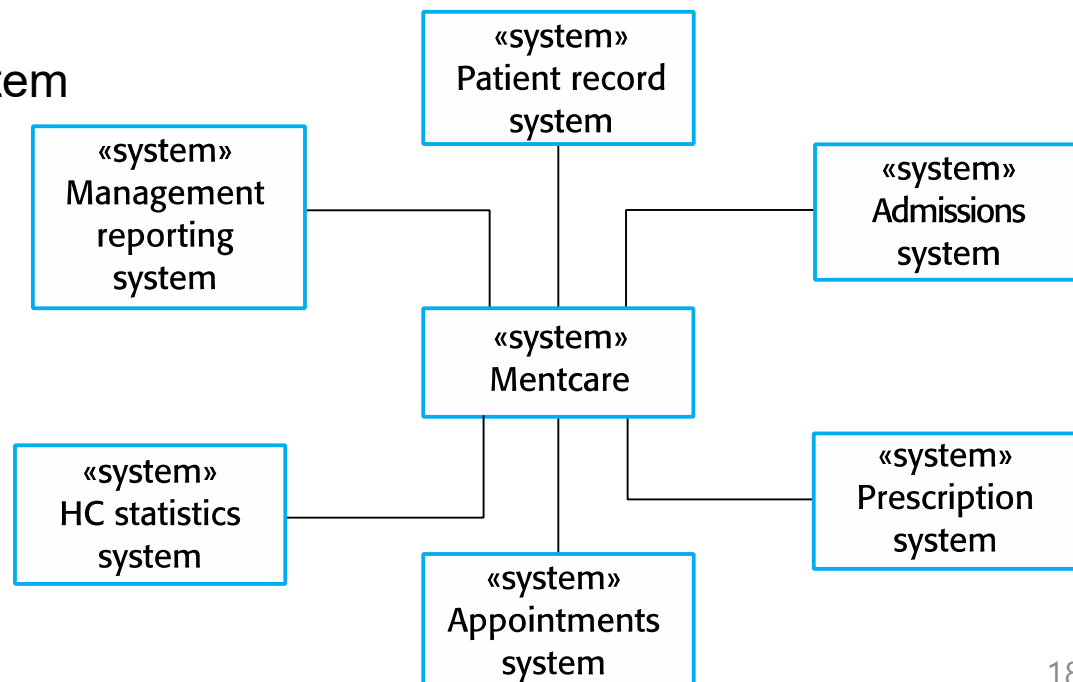 «system»
Patient record
system
tem
«system»
Management
reporting
system
«system»
Admissions
system
«system»
Mentcare
«system»
HC statistics
system
«system»
Prescription
system
«system»
Appointments
system
18